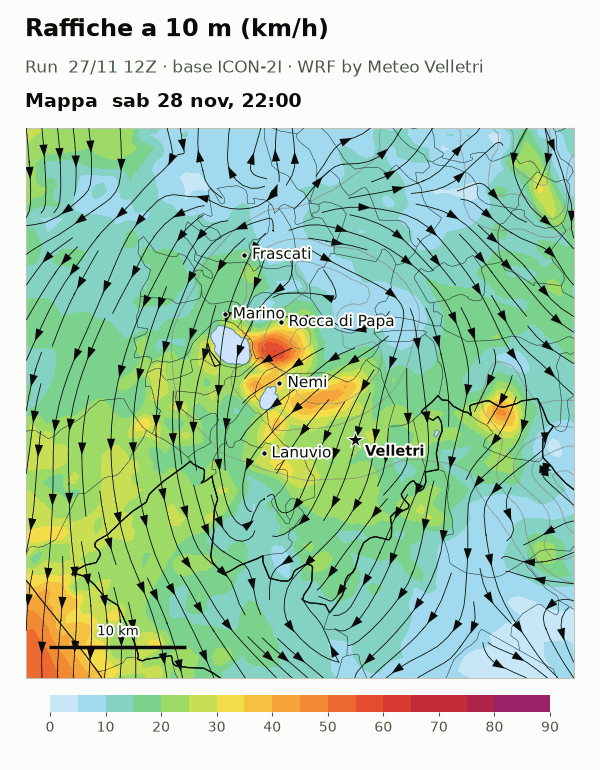 Raffiche a 10 m (km/h)
Run  27/11 12Z · base ICON-2I · WRF by Meteo Velletri
Mappa  sab 28 nov, 22:00
Frascati
Marino
Rocca di Papa
Nemi
Velletri
Lanuvio
10 km
0 10 20 30 40 50 60 70 80 90